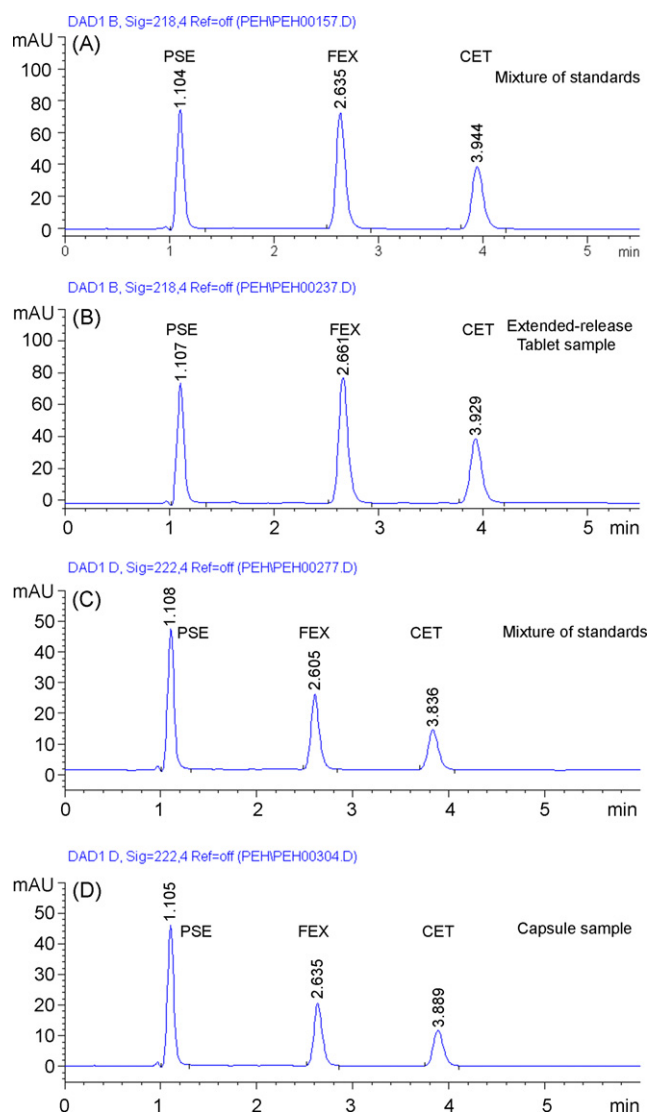 DAD1 B, Sig=218,4 Ref=off (PEH\PEH00157.D)
mAU
(A)
PSE
FEX
CET
Mixture of standards
1.104
2.635
3.944
100
80
60
40
20
0
0 1 2 3 4 5 min
DAD1 B, Sig=218,4 Ref=off (PEH\PEH00237.D)
mAU
(B)
PSE
FEX
CET
Extended-release
Tablet sample
1.107
2.661
3.929
100
80
60
40
20
0
0 1 2 3 4 5 min
DAD1 D, Sig=222,4 Ref=off (PEH\PEH00277.D)
mAU
(C)
1.108
PSE
FEX
CET
Mixture of standards
2.605
3.836
50
40
30
20
10
0
0 1 2 3 4 5 min
DAD1 D, Sig=222,4 Ref=off (PEH\PEH00304.D)
mAU
(D)
1.105
PSE
FEX
CET
Capsule sample
2.635
3.889
50
40
30
20
10
0
0 1 2 3 4 5 min